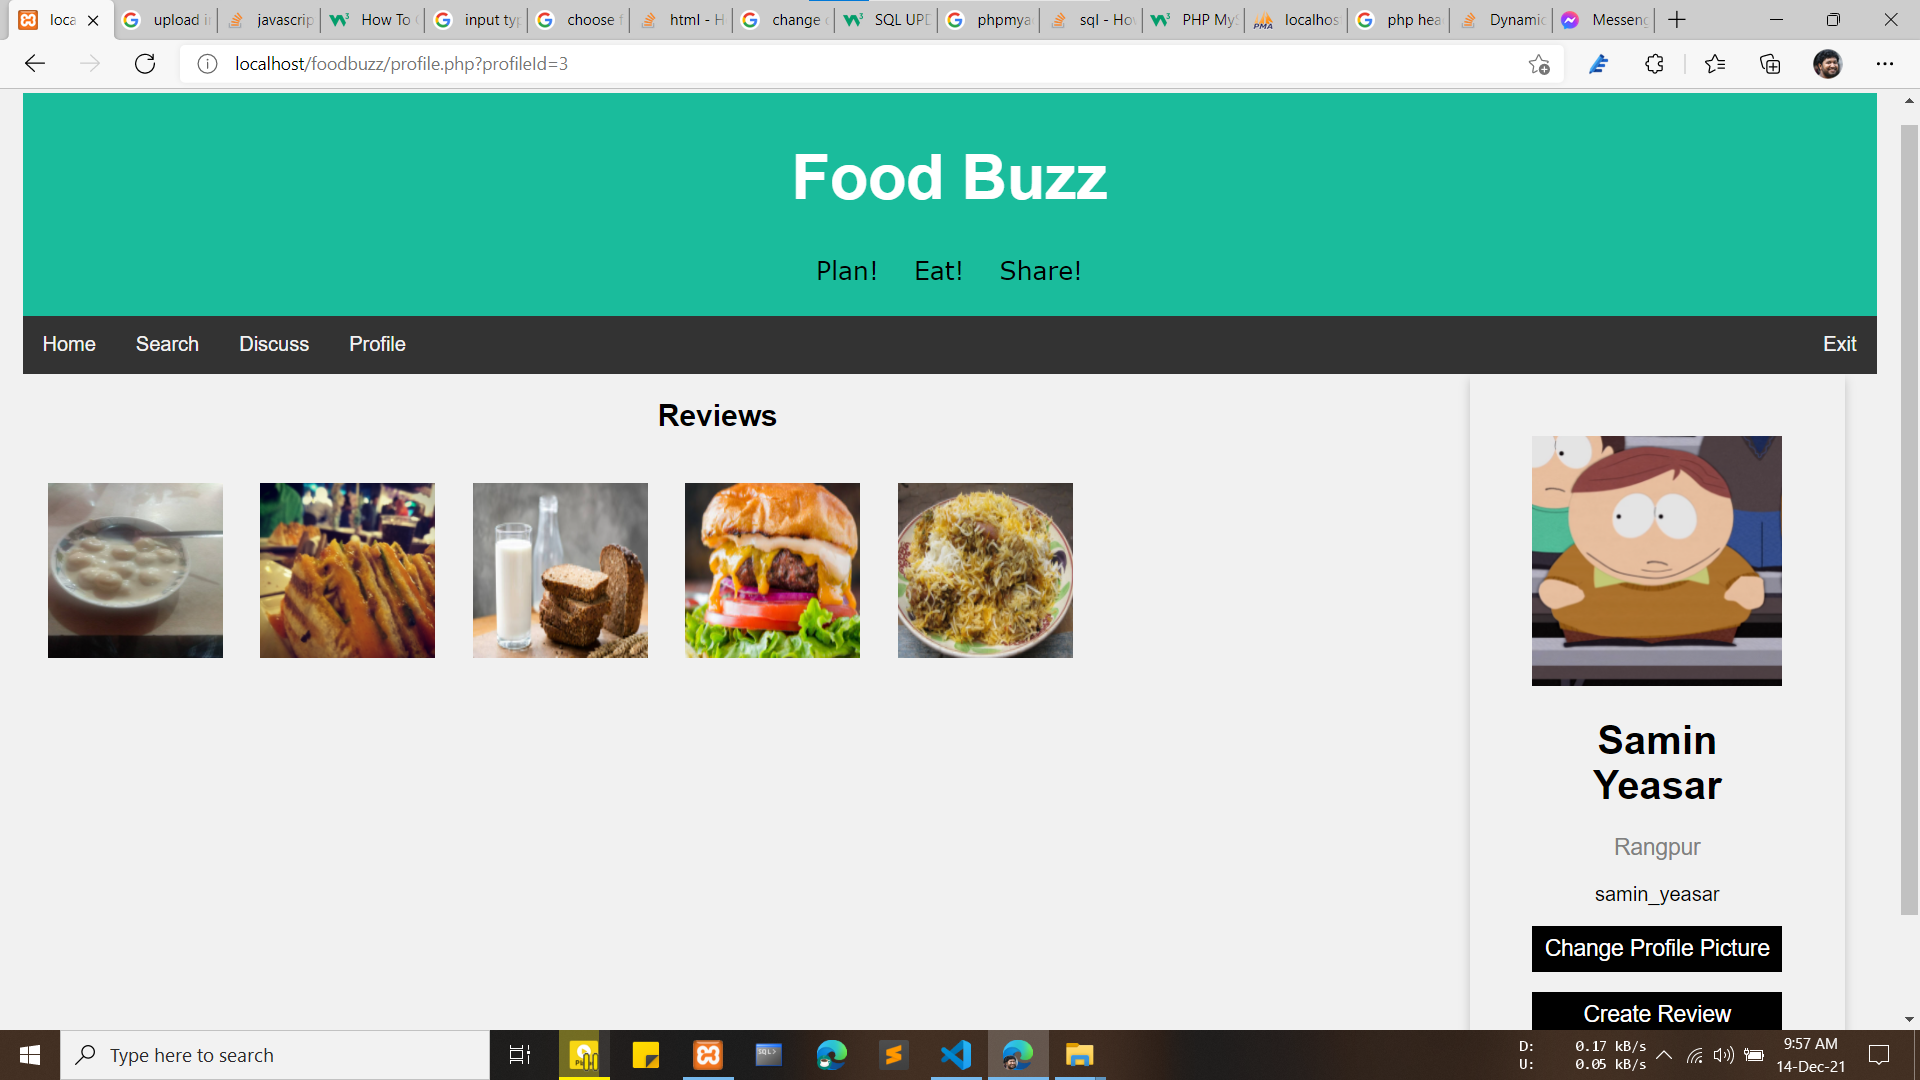 loca
upload i
javascrip
How To
input typ
choose f
html - H
change
SQL UPD
phpmya
sql - Ho
PHP MyS
localhos
php hea
Dynamic
Messeng
localhost/foodbuzz/profile.php?profileId=3
Food Buzz
Plan! Eat! Share!
Home Search Discuss Profile Exit
Reviews
Samin
Yeasar
Rangpur
samin_yeasar
Change Profile Picture
Create Review
Type here to search
D: 0.17 kB/s
U: 0.05 kB/s
9:57 AM
14-Dec-21